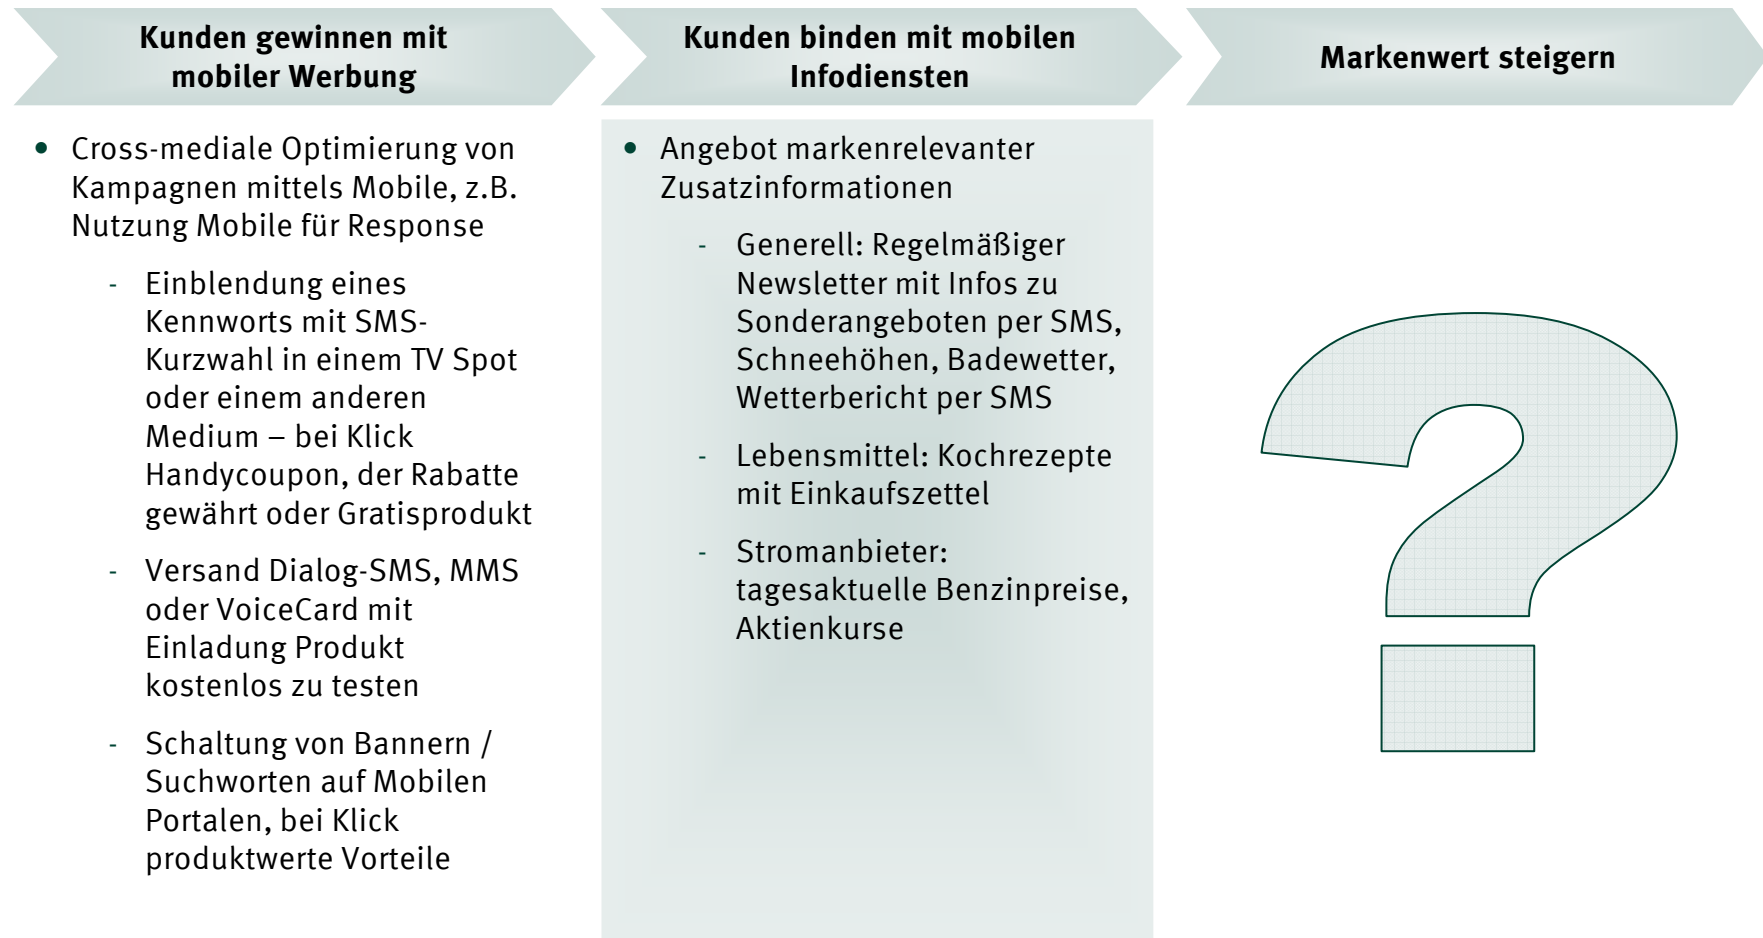 Kunden gewinnen mit
mobiler Werbung
• Cross-mediale Optimierung von
Kampagnen mittels Mobile, z.B.
Nutzung Mobile für Response
- Einblendung eines
Kennworts mit SMS-
Kurzwahl in einem TV Spot
oder einem anderen
Medium – bei Klick
Handycoupon, der Rabatte
gewährt oder Gratisprodukt
- Versand Dialog-SMS, MMS
oder VoiceCard mit
Einladung Produkt
kostenlos zu testen
- Schaltung von Bannern /
Suchworten auf Mobilen
Portalen, bei Klick
produktwerte Vorteile
Kunden binden mit mobilen
Infodiensten
• Angebot markenrelevanter
Zusatzinformationen
- Generell: Regelmäßiger
Newsletter mit Infos zu
Sonderangeboten per SMS,
Schneehöhen, Badewetter,
Wetterbericht per SMS
- Lebensmittel: Kochrezepte
mit Einkaufszettel
- Stromanbieter:
tagesaktuelle Benzinpreise,
Aktienkurse
Markenwert steigern
?